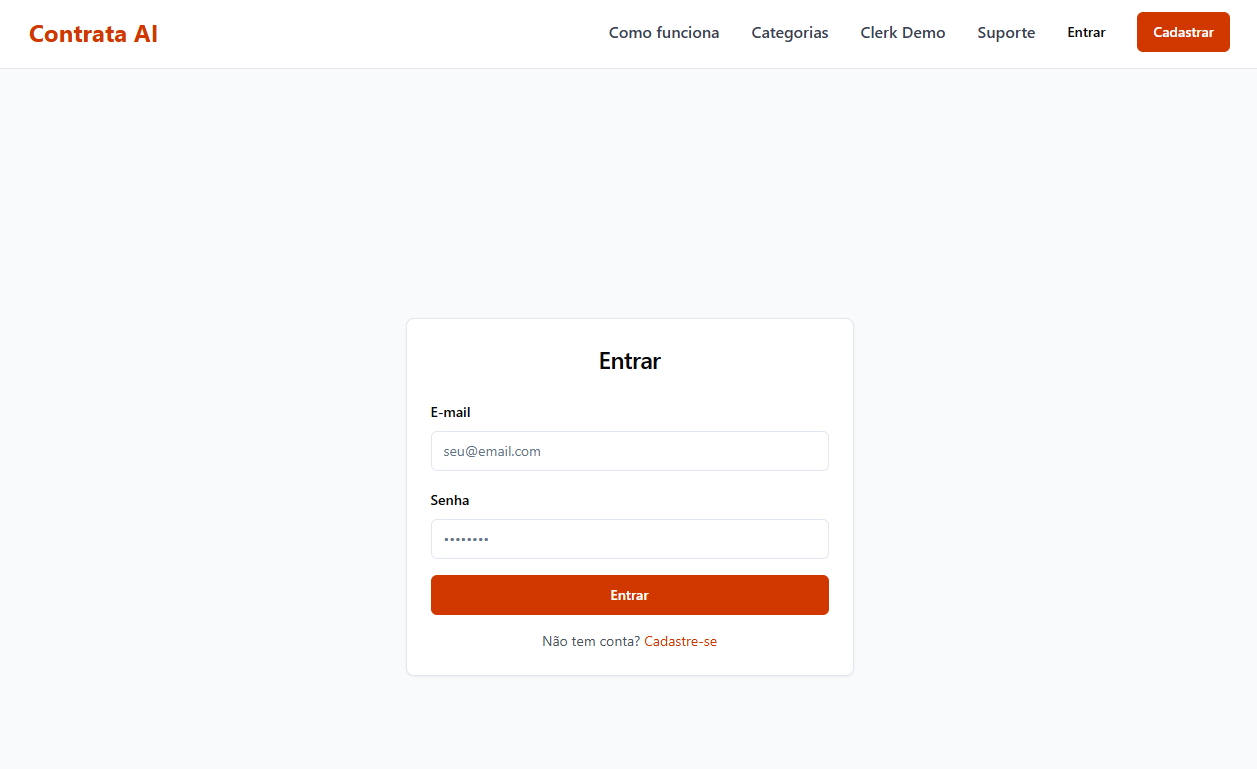 Contrata AI
Como funciona
Categorias
Clerk Demo
Suporte
Entrar
Cadastrar
Entrar
E-mail
seu@email.com
Senha
••••••••
Entrar
Não tem conta? Cadastre-se